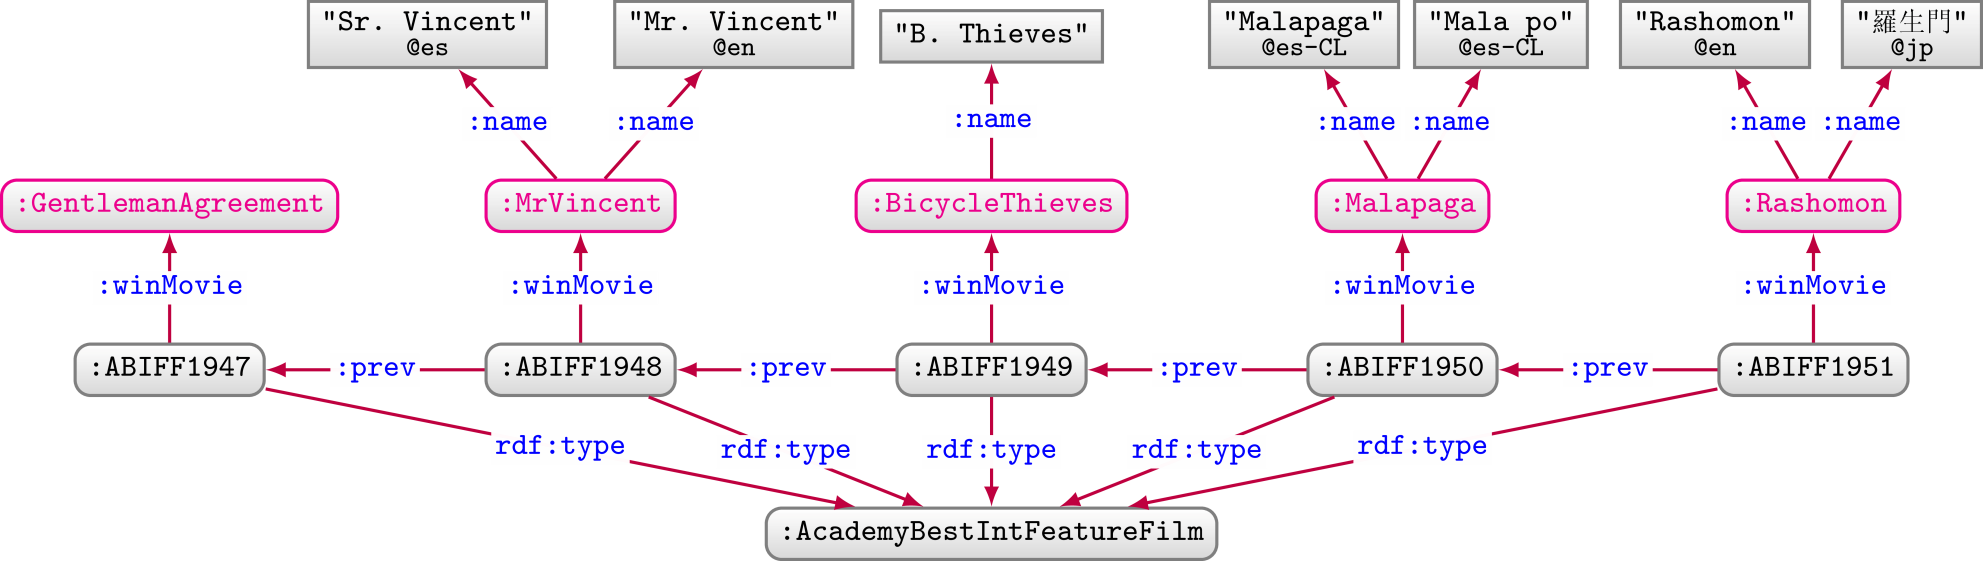 "Sr. Vincent"
@es
"Mr. Vincent"
@en
"B. Thieves"
"Malapaga"
@es-CL
"Mala po"
@es-CL
"Rashomon"
@en
"羅生門"
@jp
:name
:name
:name
:name
:name
:name
:name
:GentlemanAgreement
:MrVincent
:BicycleThieves
:Malapaga
:Rashomon
:winMovie
:winMovie
:winMovie
:winMovie
:winMovie
:ABIFF1947
:prev
:ABIFF1948
:prev
:ABIFF1949
:prev
:ABIFF1950
:prev
:ABIFF1951
rdf:type
rdf:type
rdf:type
rdf:type
rdf:type
:AcademyBestIntFeatureFilm